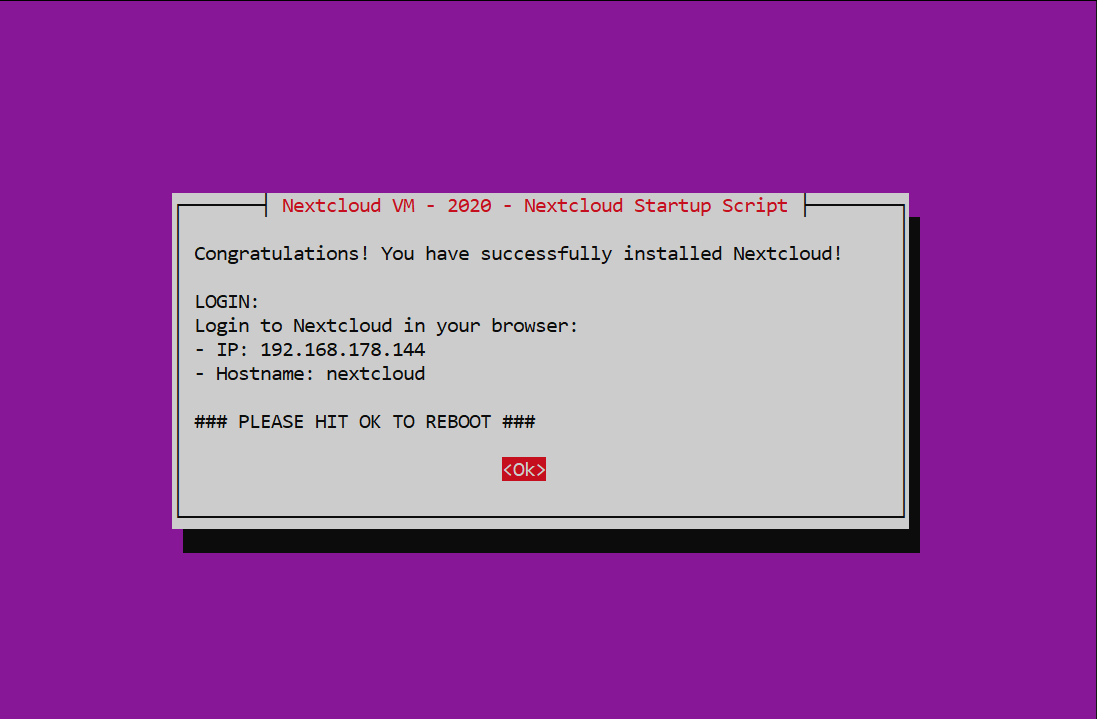 Nextcloud VM - 2020 - Nextcloud Startup Script
Congratulations! You have successfully installed Nextcloud!
LOGIN:
Login to Nextcloud in your browser:
- IP: 192.168.178.144
- Hostname: nextcloud
### PLEASE HIT OK TO REBOOT ###
<Ok>